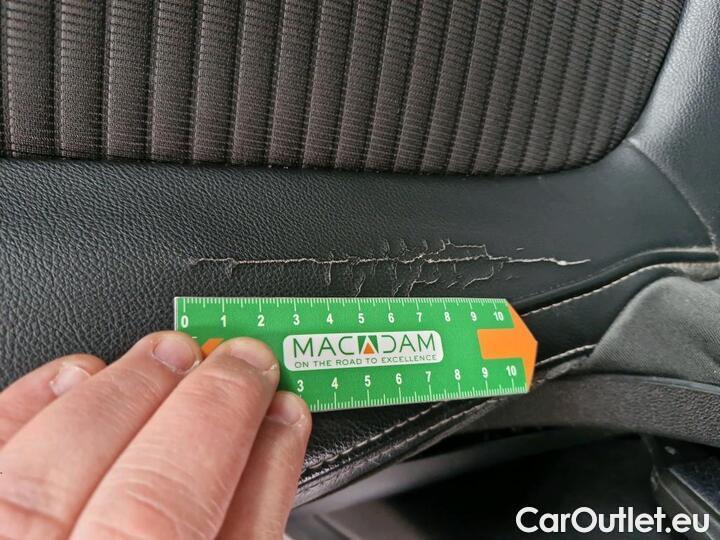 0 1 2 3 4 5 6 7 8 9 10
MACADAM
ON THE ROAD TO EXCELLENCE
3 4 5 6 7 8 9 10
CarOutlet.eu